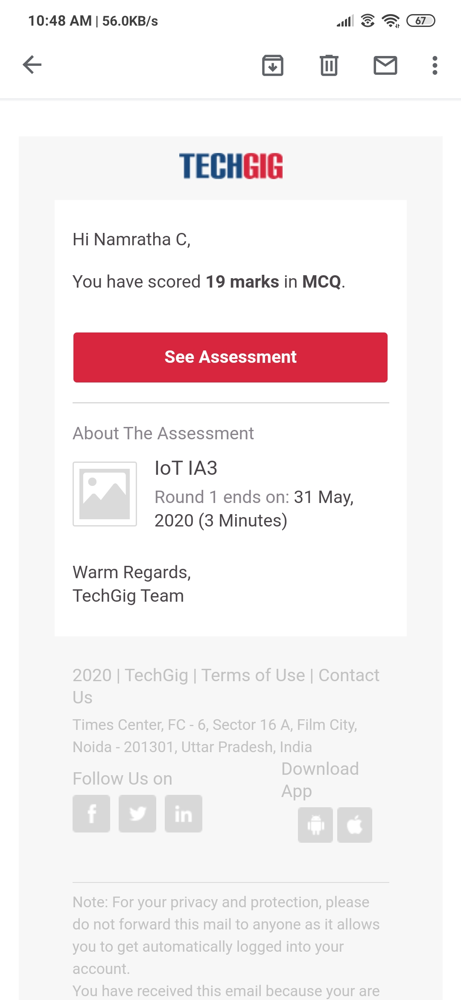 10:48 AM | 56.0KB/s
67
TECHGIG
Hi Namratha C,
You have scored 19 marks in MCQ.
See Assessment
About The Assessment
IoT IA3
Round 1 ends on: 31 May,
2020 (3 Minutes)
Warm Regards,
TechGig Team
2020 | TechGig | Terms of Use | Contact
Us
Times Center, FC - 6, Sector 16 A, Film City,
Noida - 201301, Uttar Pradesh, India
Follow Us on
Download
App
f
in
Note: For your privacy and protection, please
do not forward this mail to anyone as it allows
you to get automatically logged into your
account.
You have received this email because your are